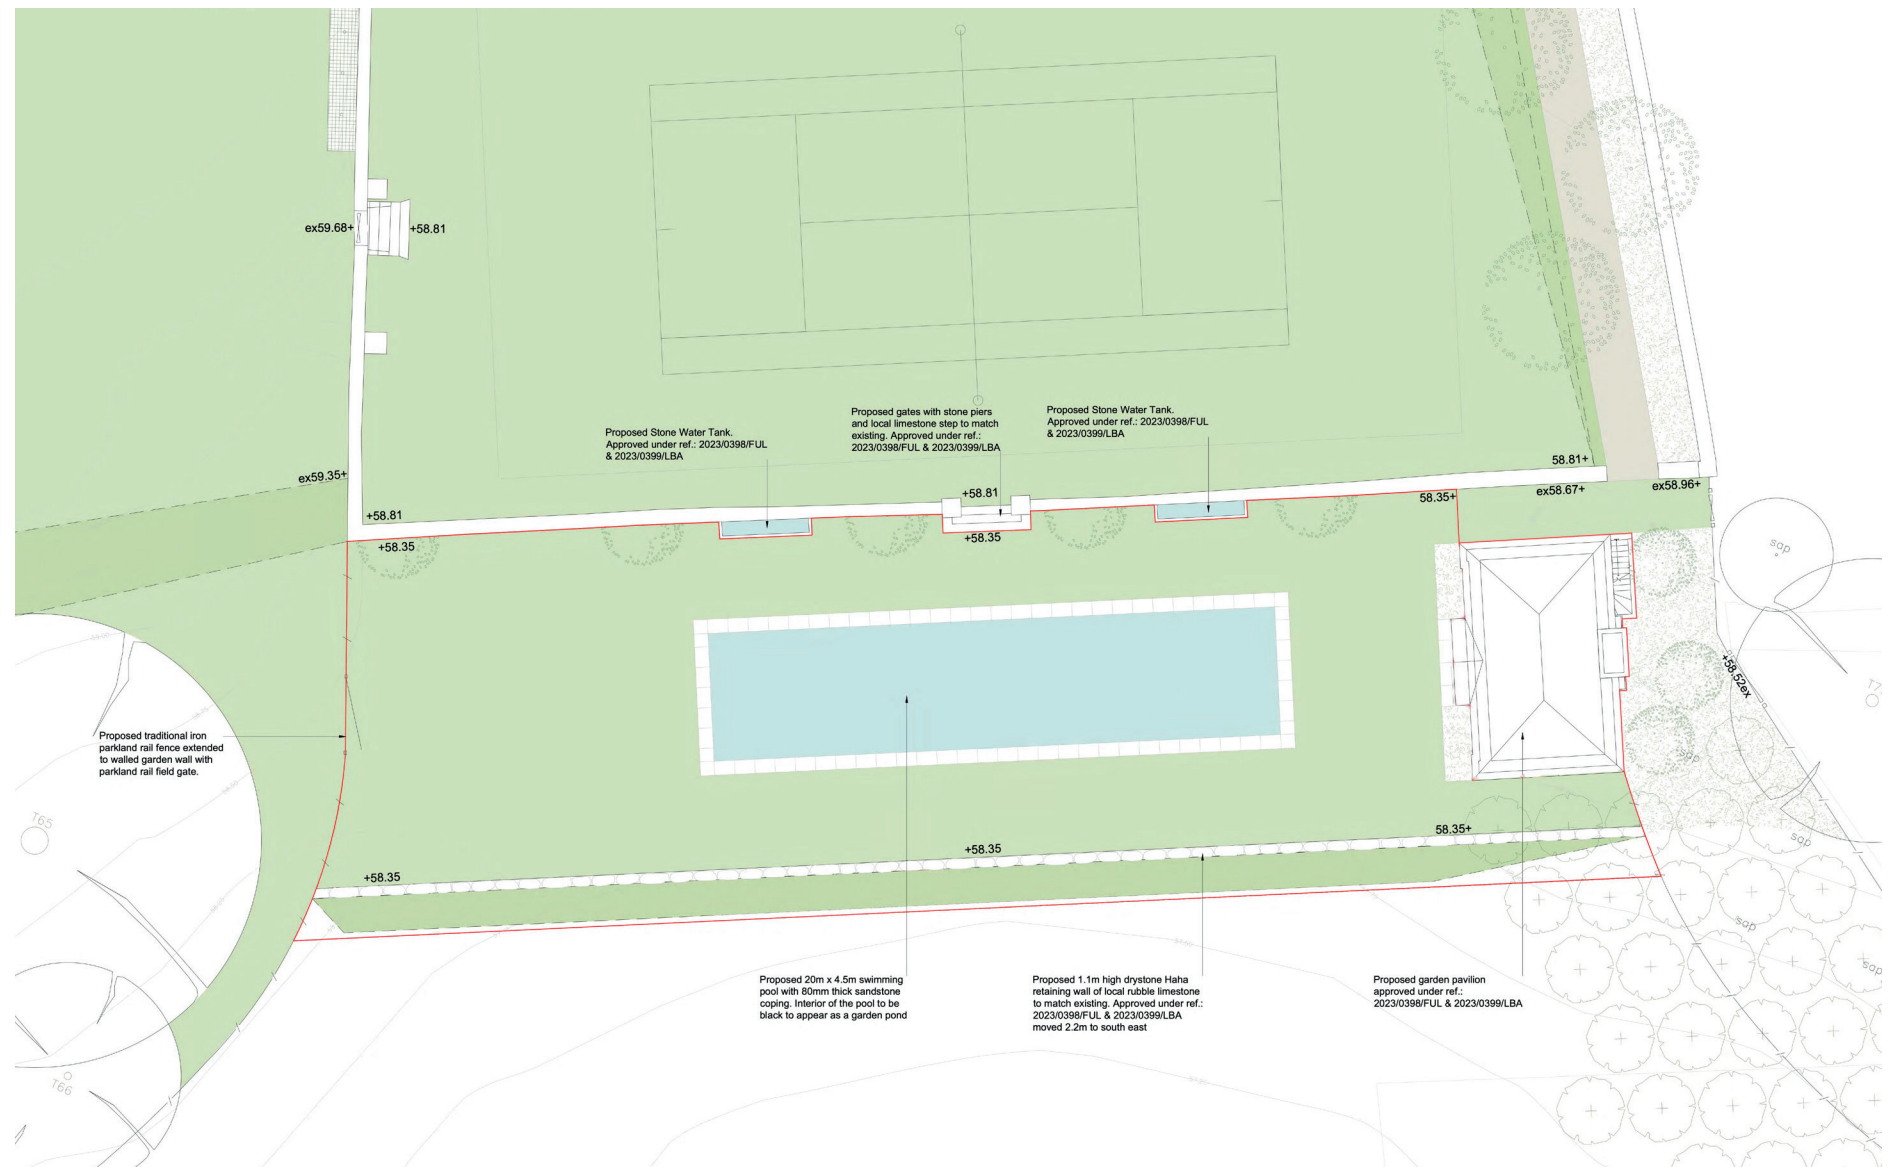 ex59.68+
+58.81
Proposed Stone Water Tank.
Approved under ref.: 2023/0398/FUL
& 2023/0399/LBA
Proposed gates with stone piers
and local limestone step to match
existing. Approved under ref.:
2023/0398/FUL & 2023/0399/LBA
Proposed Stone Water Tank.
Approved under ref.: 2023/0398/FUL
& 2023/0399/LBA
ex59.35+
58.81+
ex58.67+
ex58.96+
+58.81
+58.81
58.35+
+58.35
+58.35
sap
+58.52ex
T65
Proposed traditional iron
parkland rail fence extended
to walled garden wall with
parkland rail field gate.
sap
sap
58.35+
+58.35
+58.35
sap
sap
Proposed 20m x 4.5m swimming
pool with 80mm thick sandstone
coping. Interior of the pool to be
black to appear as a garden pond
Proposed 1.1m high drystone Haha
retaining wall of local rubble limestone
to match existing. Approved under ref.:
2023/0398/FUL & 2023/0399/LBA
moved 2.2m to south east
Proposed garden pavilion
approved under ref.:
2023/0398/FUL & 2023/0399/LBA
T66